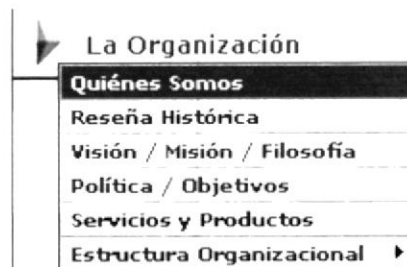 La Organización
Quiénes Somos
Reseña Histórica
Visión / Misión / Filosofía
Política / Objetivos
Servicios y Productos
Estructura Organizacional